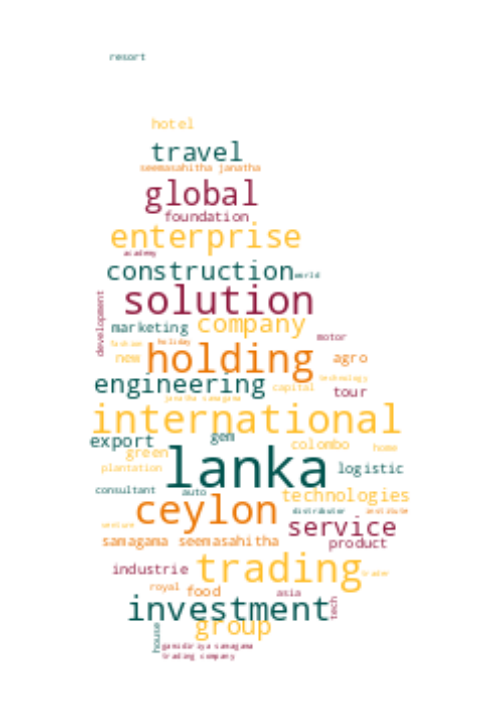 resort
hotel
travel
seemasahitha janatha
global
foundation
enterprise
academy
construction world
solution
development
marketing company
motor
fashion holiday
new holding agro
technology
engineering capital tour
janatha samagama
international
export gem
colombo home
green
lanka
plantation logistic
consultant auto technologies
ceylon distributor institute
venture service
samagama seemasahitha product
industrie trading trader
royal food asia
investment tech
group
house
gamidiriya samagama
trading company